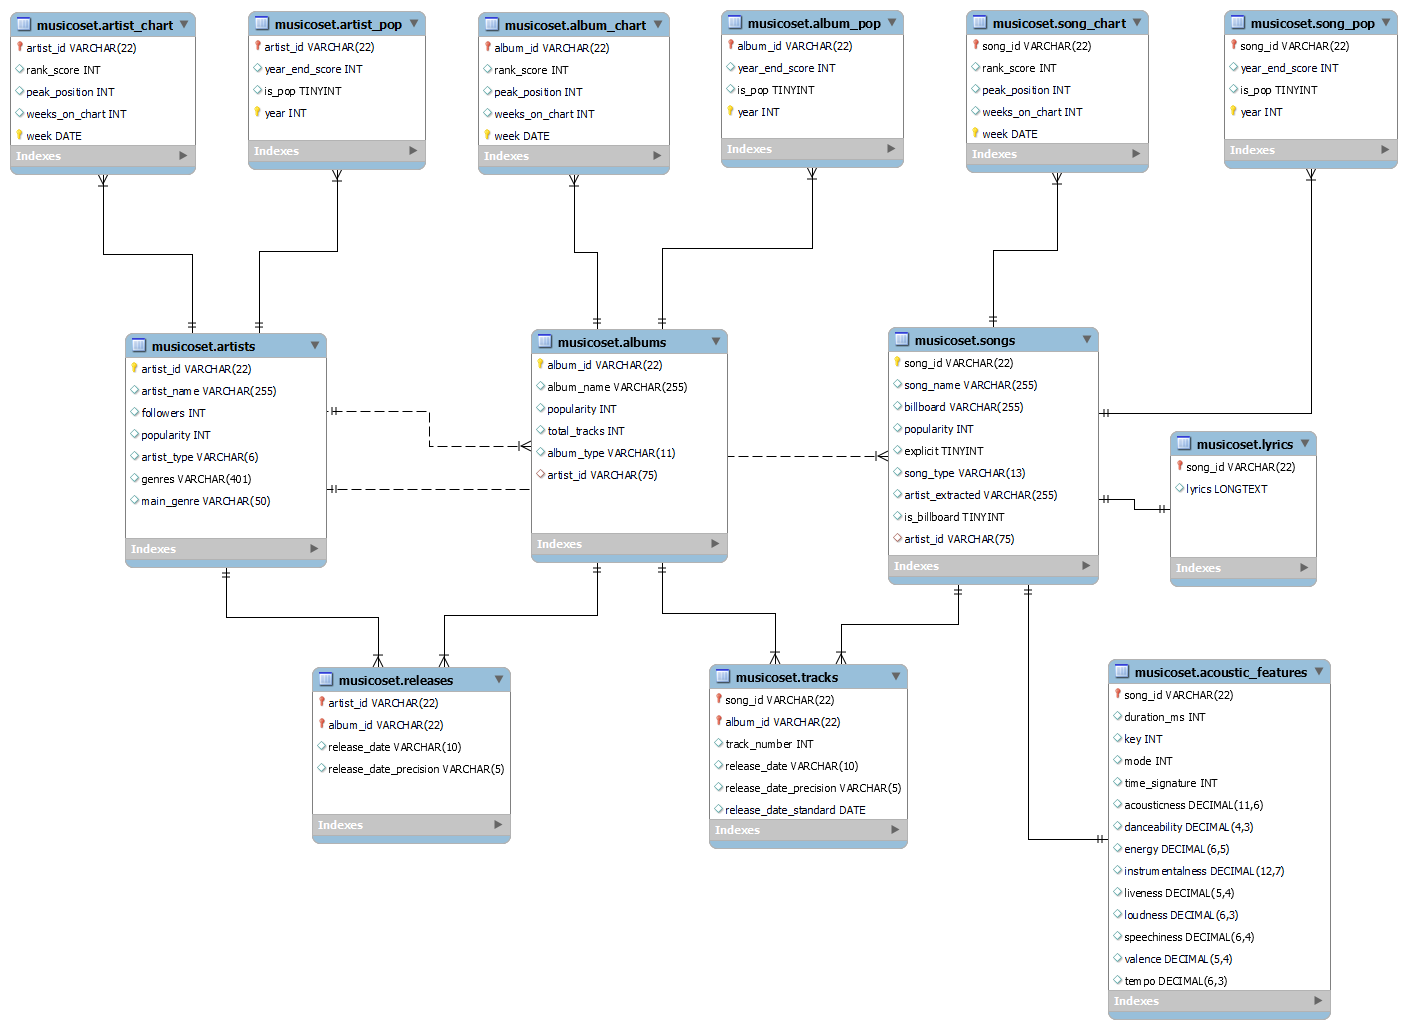 musicoset.artist_chart
artist_id VARCHAR(22)
rank_score INT
peak_position INT
weeks_on_chart INT
week DATE
Indexes
musicoset.artist_pop
artist_id VARCHAR(22)
year_end_score INT
is_pop TINYINT
year INT
Indexes
musicoset.album_chart
album_id VARCHAR(22)
rank_score INT
peak_position INT
weeks_on_chart INT
week DATE
Indexes
musicoset.album_pop
album_id VARCHAR(22)
year_end_score INT
is_pop TINYINT
year INT
Indexes
musicoset.song_chart
song_id VARCHAR(22)
rank_score INT
peak_position INT
weeks_on_chart INT
week DATE
Indexes
musicoset.song_pop
song_id VARCHAR(22)
year_end_score INT
is_pop TINYINT
year INT
Indexes
musicoset.artists
artist_id VARCHAR(22)
artist_name VARCHAR(255)
followers INT
popularity INT
artist_type VARCHAR(6)
genres VARCHAR(401)
main_genre VARCHAR(50)
Indexes
musicoset.albums
album_id VARCHAR(22)
album_name VARCHAR(255)
popularity INT
total_tracks INT
album_type VARCHAR(11)
artist_id VARCHAR(75)
Indexes
musicoset.songs
song_id VARCHAR(22)
song_name VARCHAR(255)
billboard VARCHAR(255)
popularity INT
explicit TINYINT
song_type VARCHAR(13)
artist_extracted VARCHAR(255)
is_billboard TINYINT
artist_id VARCHAR(75)
Indexes
musicoset.lyrics
song_id VARCHAR(22)
lyrics LONGTEXT
Indexes
musicoset.releases
artist_id VARCHAR(22)
album_id VARCHAR(22)
release_date VARCHAR(10)
release_date_precision VARCHAR(5)
Indexes
musicoset.tracks
song_id VARCHAR(22)
album_id VARCHAR(22)
track_number INT
release_date VARCHAR(10)
release_date_precision VARCHAR(5)
release_date_standard DATE
Indexes
musicoset.acoustic_features
song_id VARCHAR(22)
duration_ms INT
key INT
mode INT
time_signature INT
acousticness DECIMAL(11,6)
danceability DECIMAL(4,3)
energy DECIMAL(6,5)
instrumentalness DECIMAL(12,7)
liveness DECIMAL(5,4)
loudness DECIMAL(6,3)
speechiness DECIMAL(6,4)
valence DECIMAL(5,4)
tempo DECIMAL(6,3)
Indexes